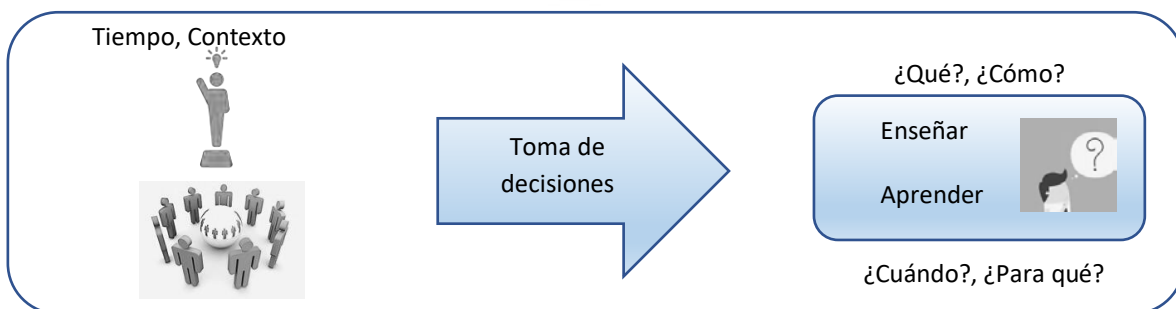 Tiempo, Contexto
Toma de
decisiones
¿Qué?, ¿Cómo?
Enseñar
Aprender
?
¿Cuándo?, ¿Para qué?